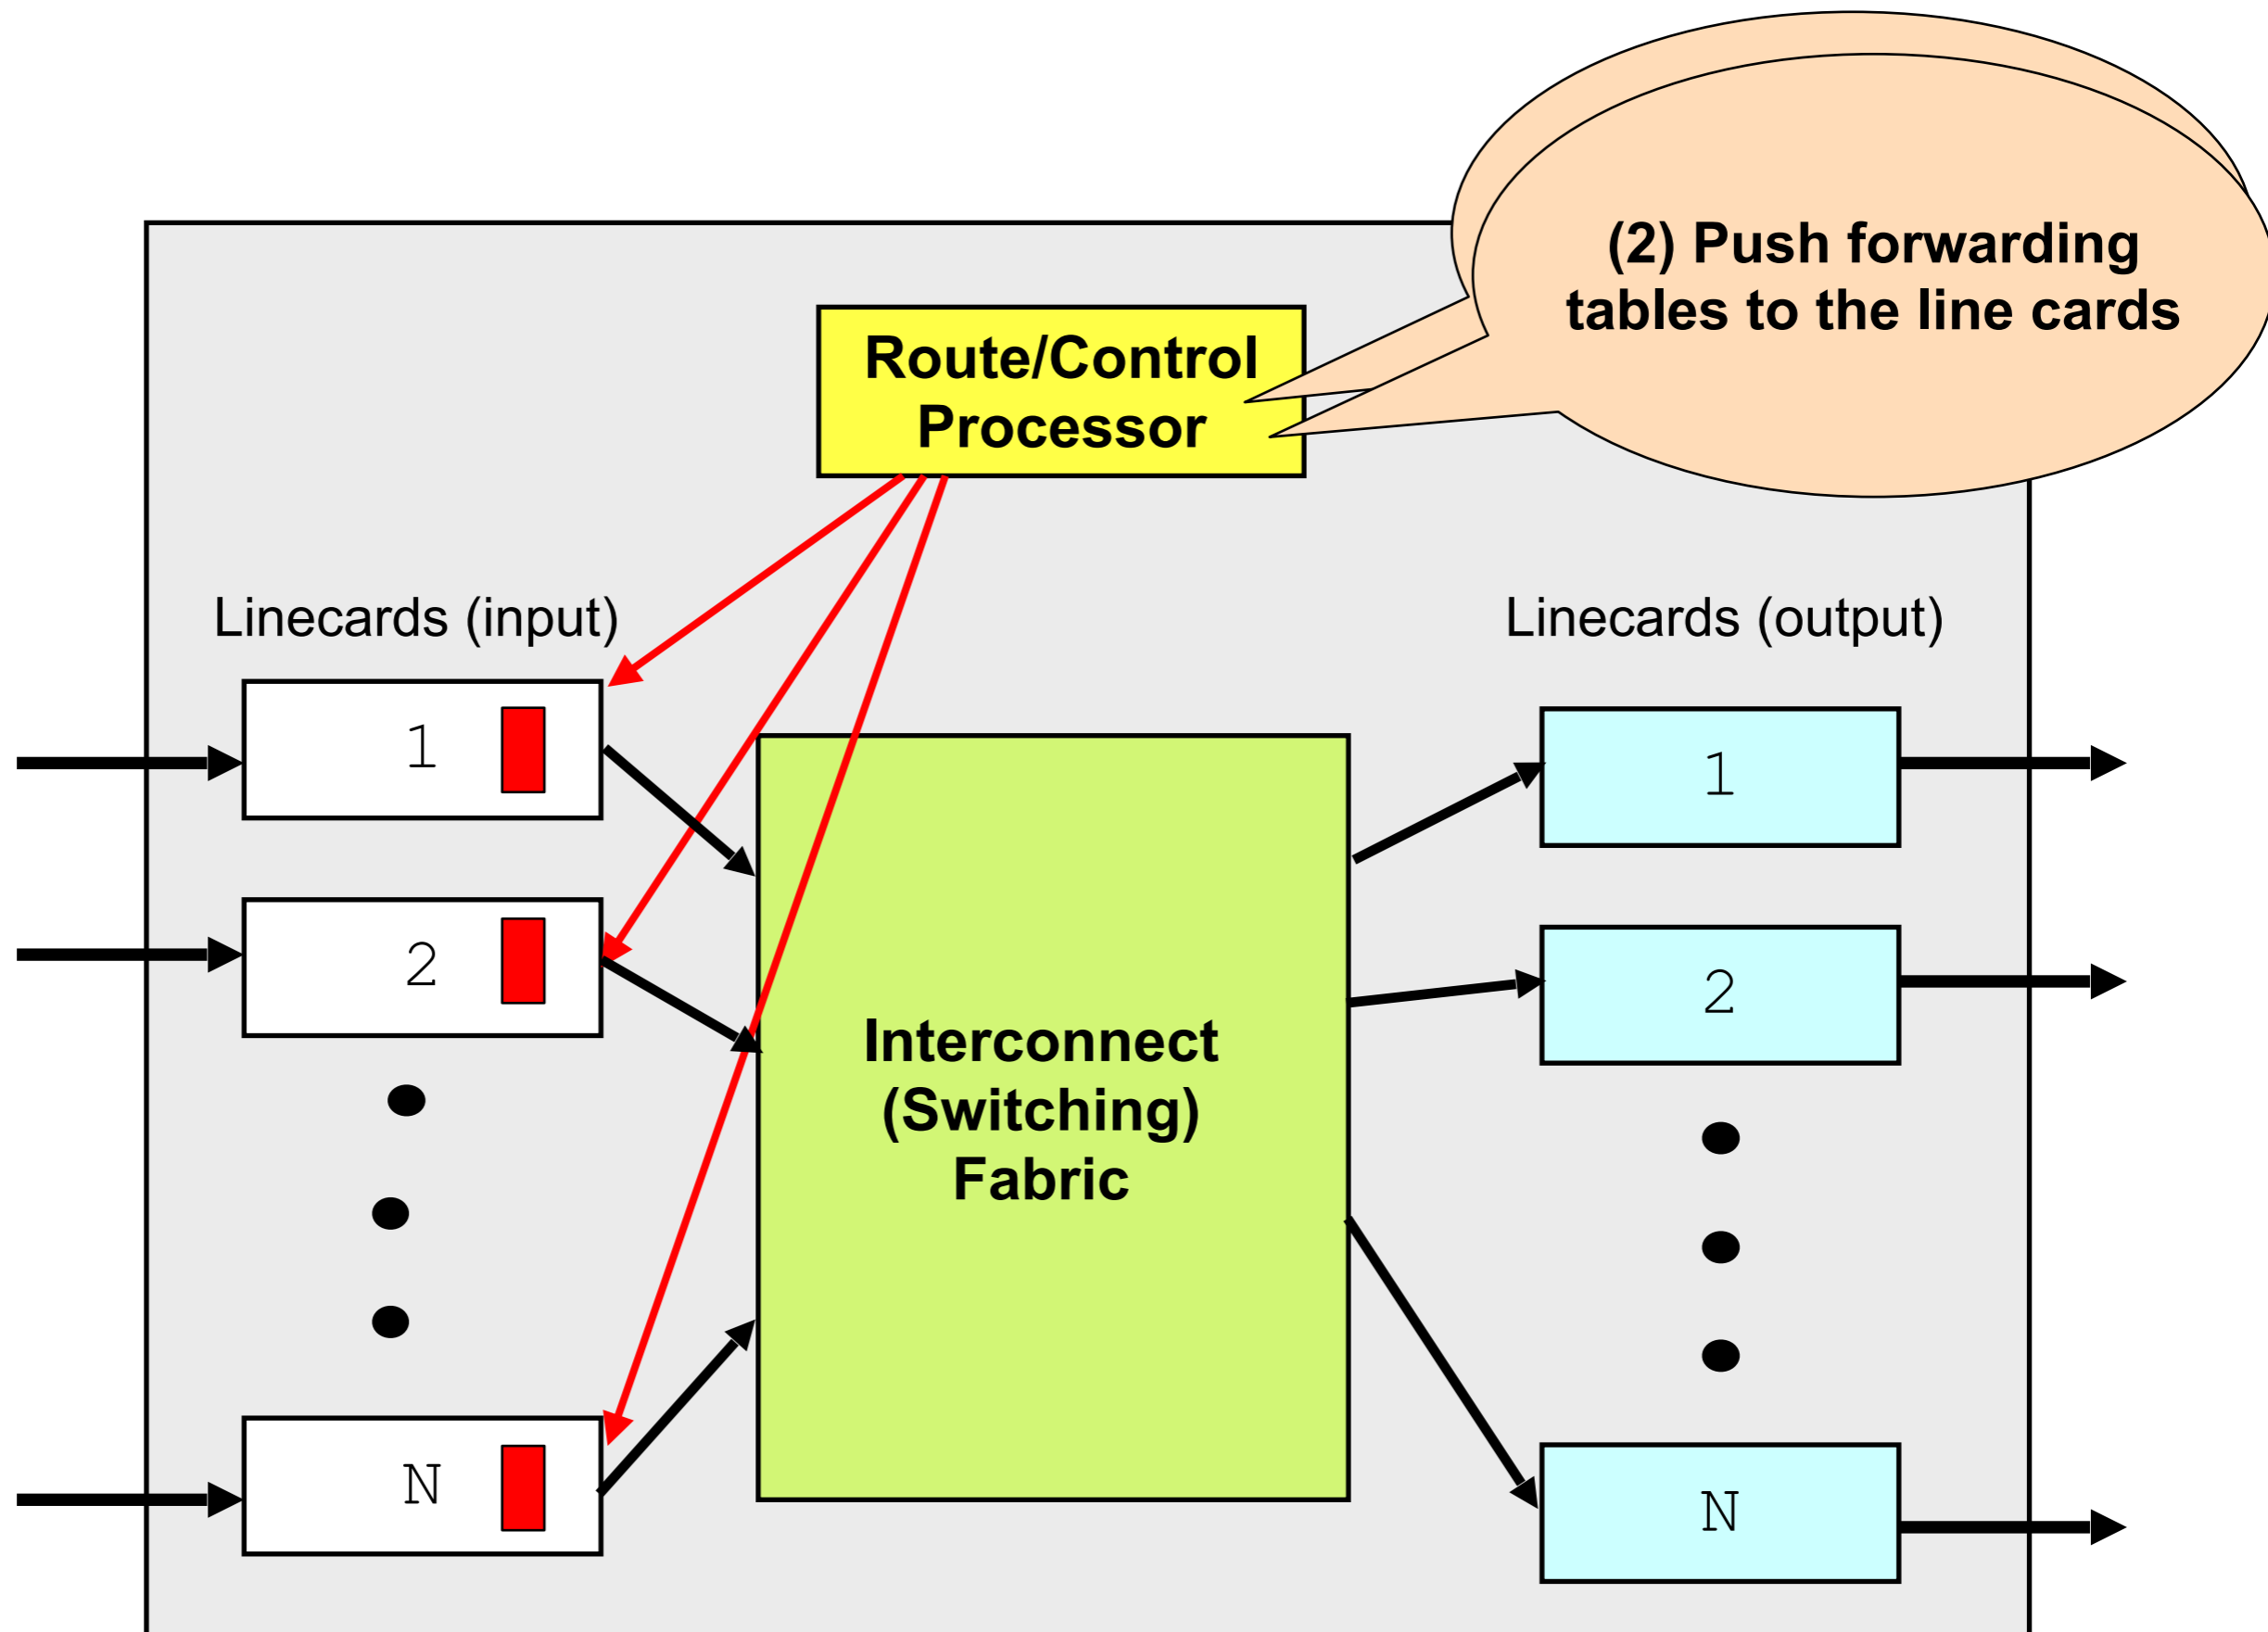 (2) Push forwarding
tables to the line cards
Route/Control
Processor
Linecards (input)
Linecards (output)
1
1
2
2
Interconnect
(Switching)
Fabric
N
N